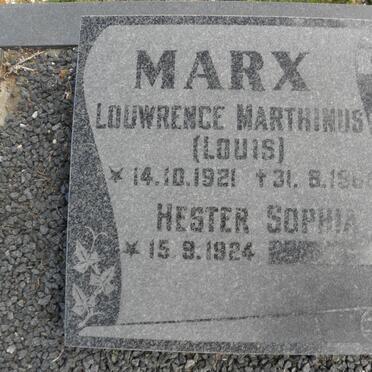 MARX
LOUWRENCE MARTHINUS
(LOUIS)
* 14.10.1921 † 31.8.196
HESTER SOPHIA
* 15.9.1924